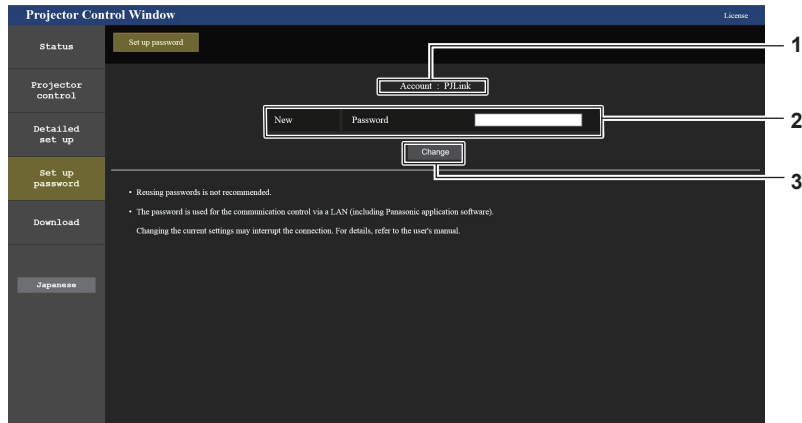 Projector Control Window
License
Status
Set up password
1
Projector
control
Account : PJLink
New Password
2
Detailed
set up
Change
Set up
password
3
• Reusing passwords is not recommended.
• The password is used for the communication control via a LAN (including Panasonic application software).
Changing the current settings may interrupt the connection. For details, refer to the user's manual.
Download
Japanese